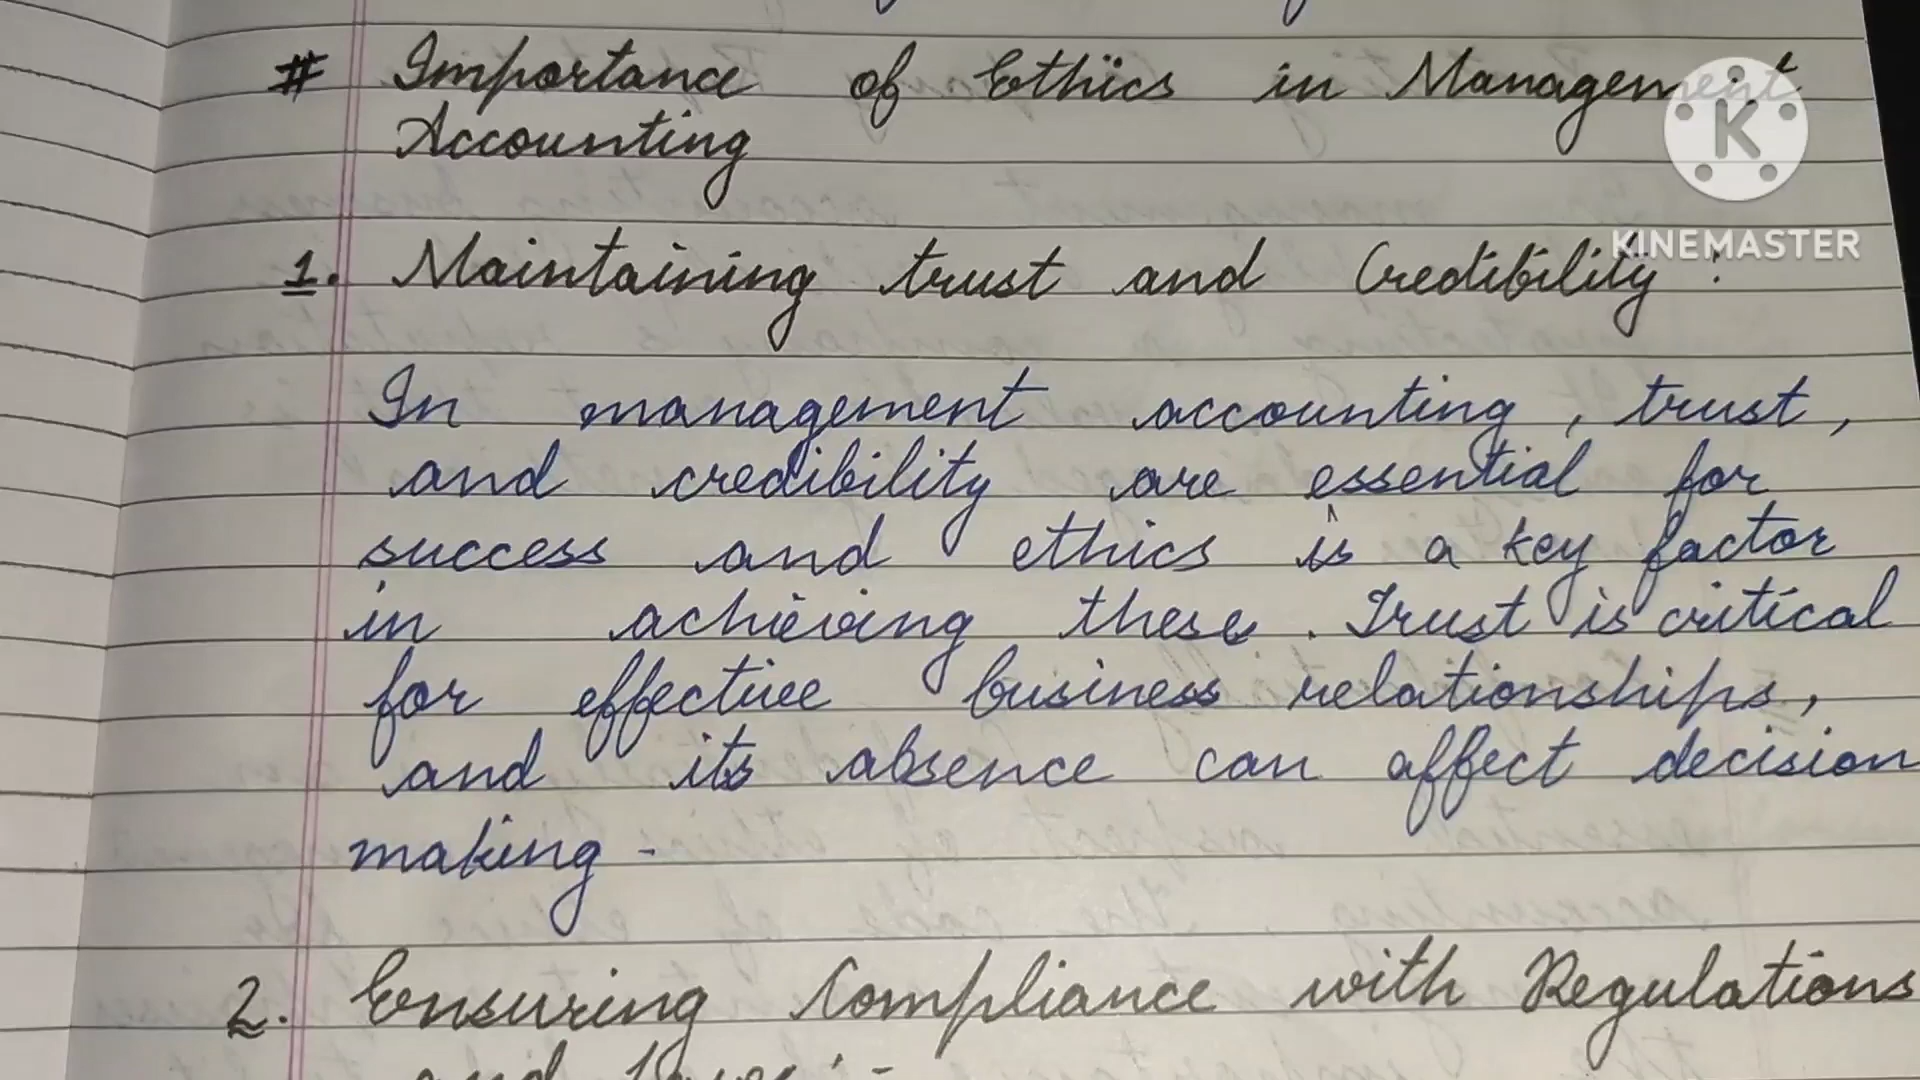 # Importance of Ethics in Management
Accounting
K
KINEMASTER
1. Maintaining trust and Credibility :
In management accounting, trust,
and credibility are essential for
success and ethics is a key factor
in achieving these. Trust is critical
for effective business relationships,
and its absence can affect decision
making -
2. Ensuring Compliance with Regulations
and Laws : -